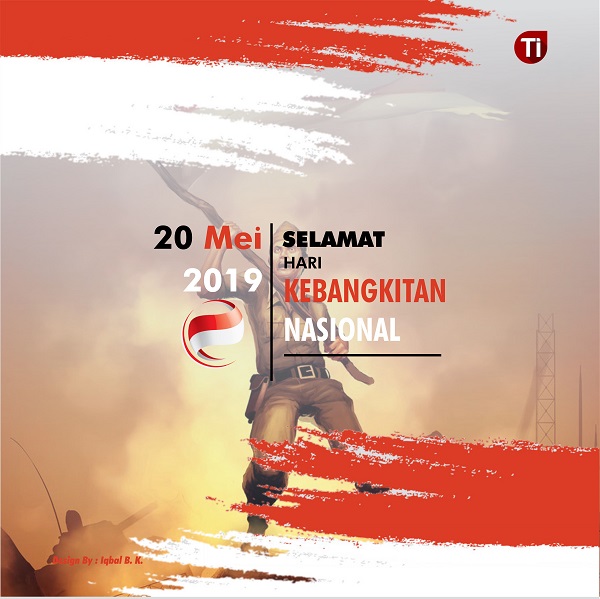 Ti
20 Mei
2019
SELAMAT
HARI
KEBANGKITAN
NASIONAL
Design By : Iqbal B. K.